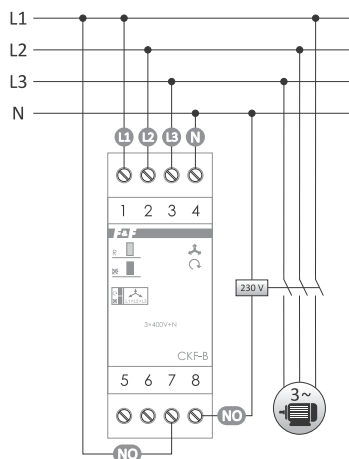 L1
L2
L3
N
L1 L2 L3 N
1 2 3 4
F&F
R
230 V
3×400V+N
CKF-B
5 6 7 8
3~
NO
NO